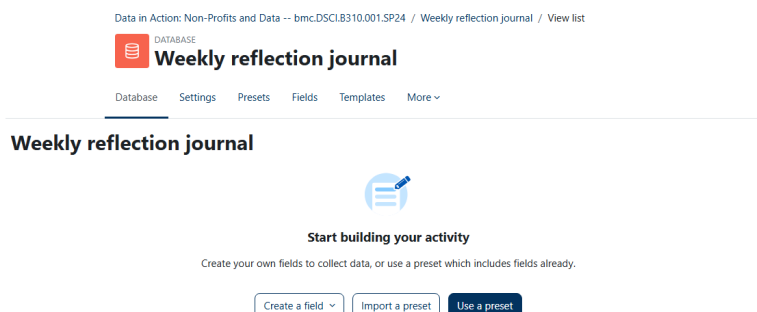 Data in Action: Non-Profits and Data -- bmc.DSCI.B310.001.SP24 / Weekly reflection journal / View list
DATABASE
Weekly reflection journal
Database Settings Presets Fields Templates More
Weekly reflection journal
Start building your activity
Create your own fields to collect data, or use a preset which includes fields already.
Create a field Import a preset Use a preset